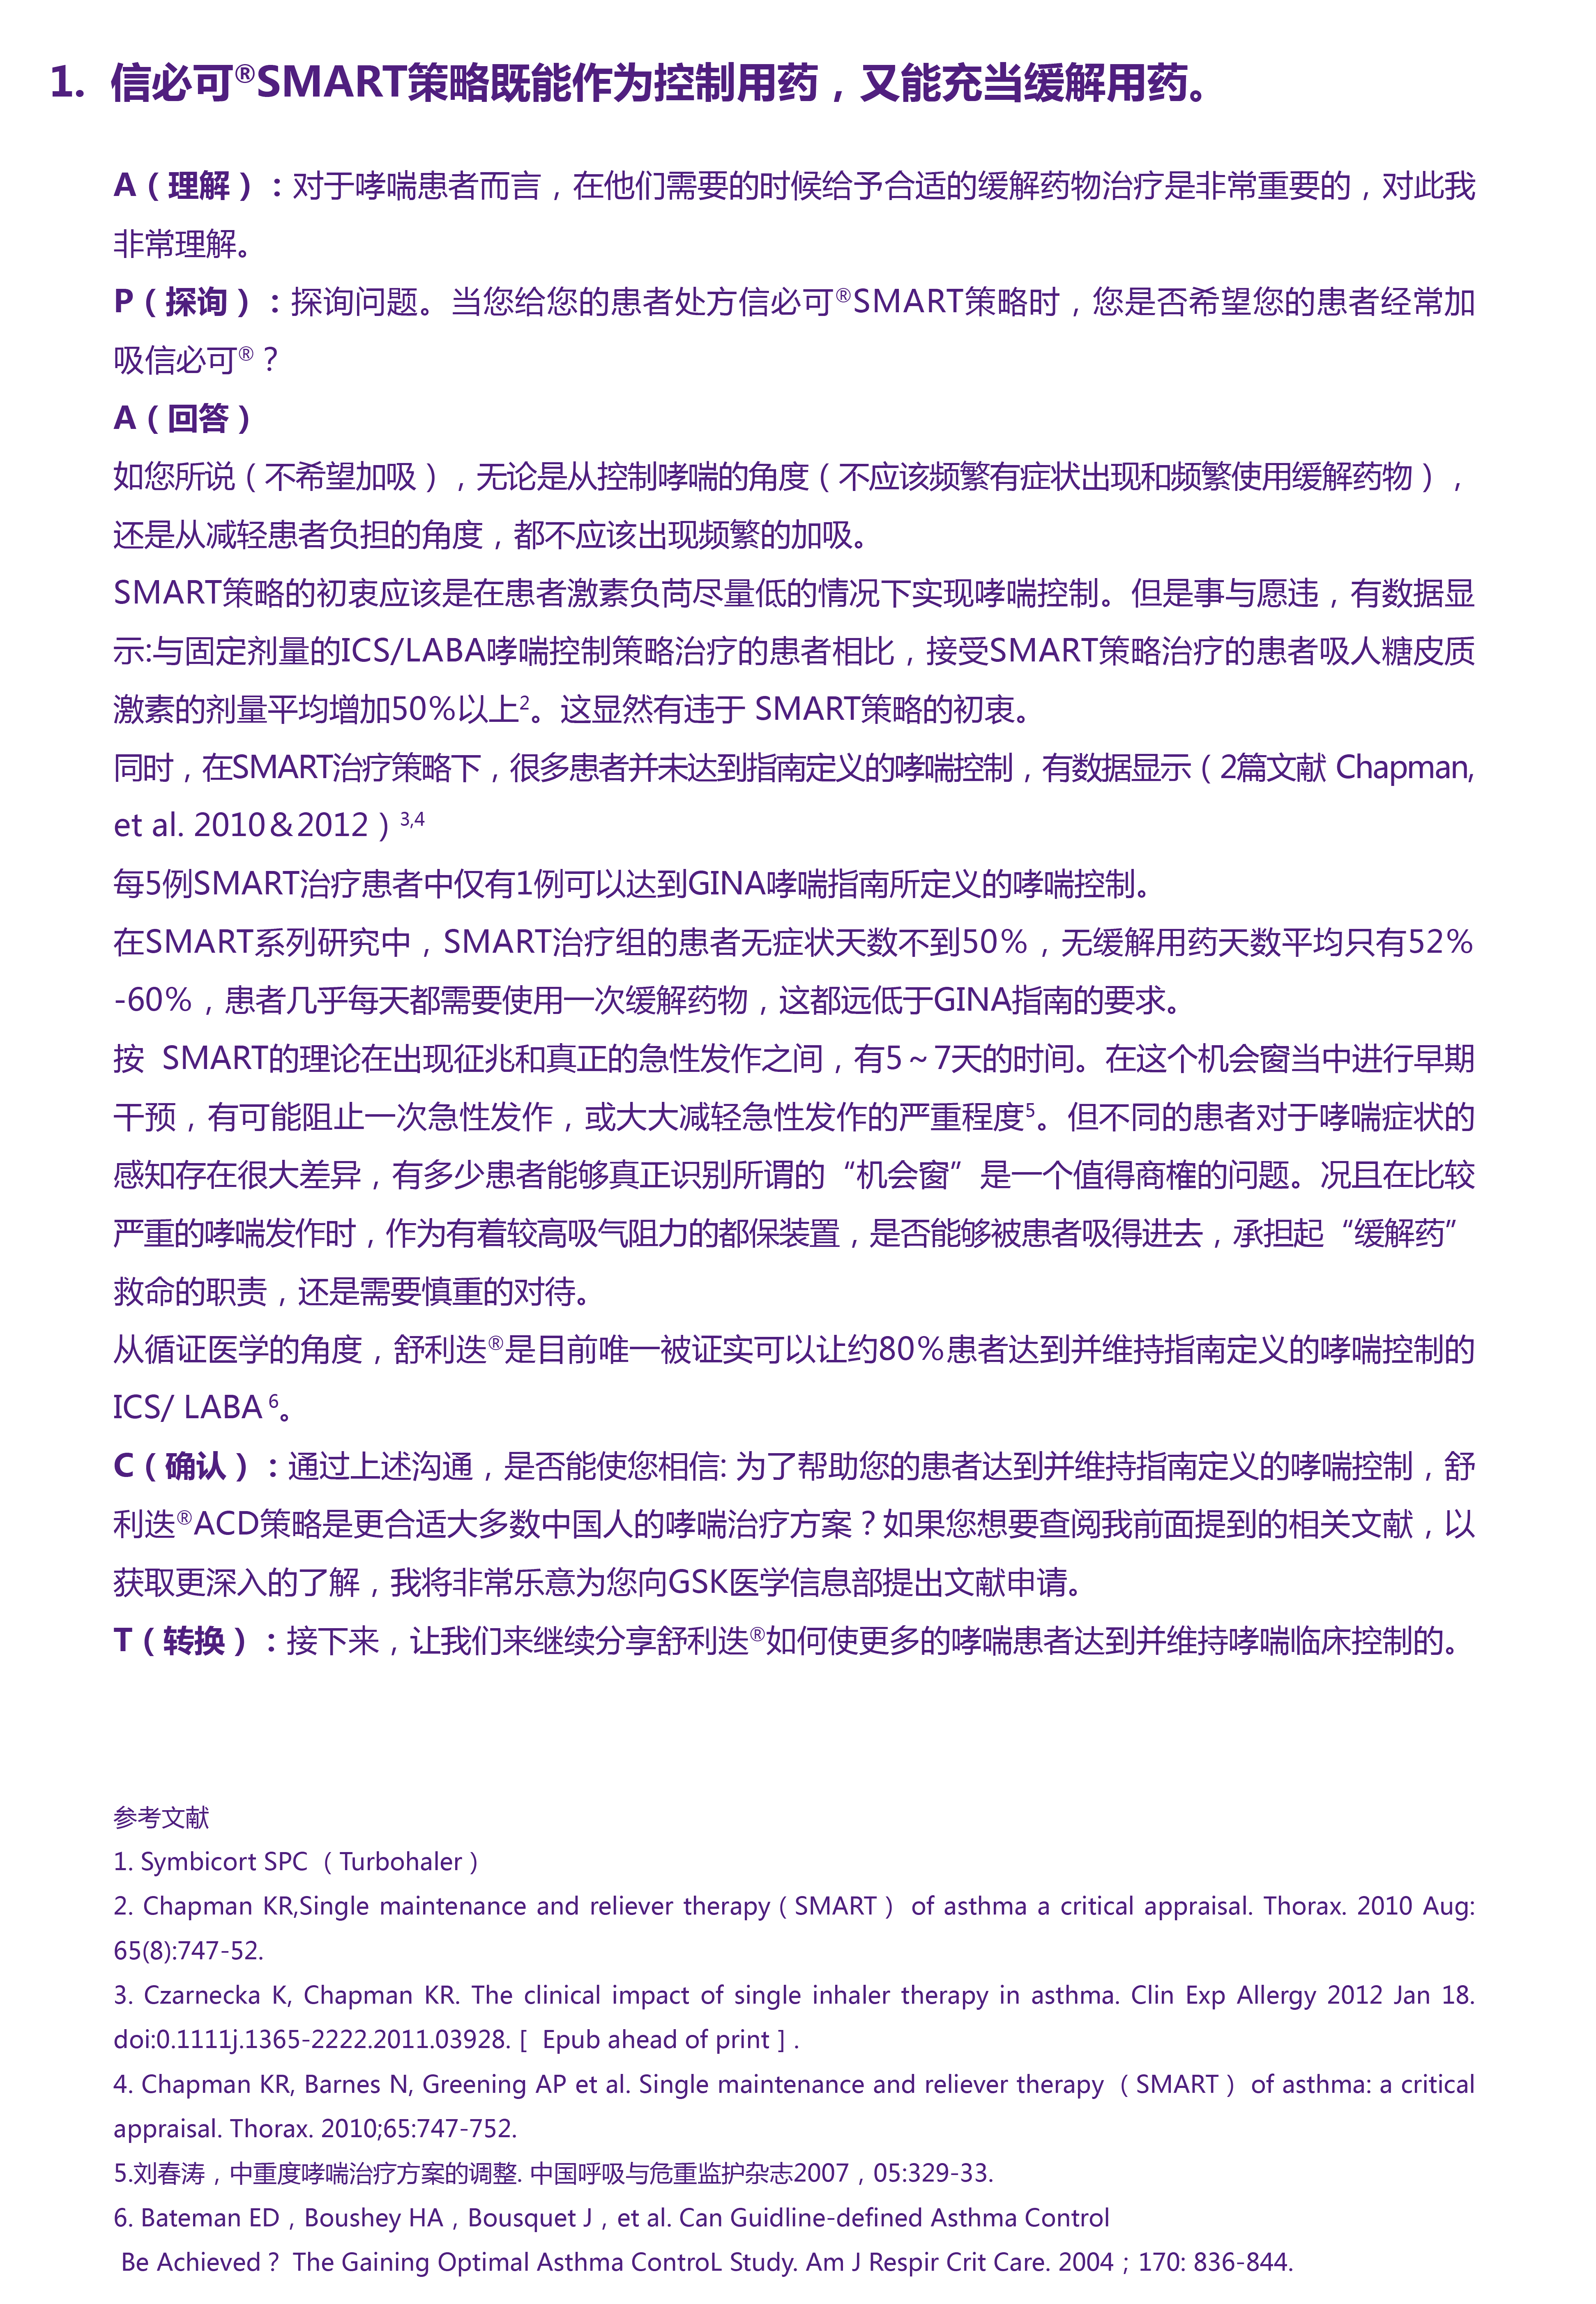 1. 信必可®SMART策略既能作为控制用药，又能充当缓解用药。
A（理解）：对于哮喘患者而言，在他们需要的时候给予合适的缓解药物治疗是非常重要的，对此我
非常理解。
P（探询）：探询问题。当您给您的患者处方信必可®SMART策略时，您是否希望您的患者经常加
吸信必可®？
A（回答）
如您所说（不希望加吸），无论是从控制哮喘的角度（不应该频繁有症状出现和频繁使用缓解药物），
还是从减轻患者负担的角度，都不应该出现频繁的加吸。
SMART策略的初衷应该是在患者激素负荷尽量低的情况下实现哮喘控制。但是事与愿违，有数据显
示:与固定剂量的ICS/LABA哮喘控制策略治疗的患者相比，接受SMART策略治疗的患者吸人糖皮质
激素的剂量平均增加50%以上2。这显然有违于 SMART策略的初衷。
同时，在SMART治疗策略下，很多患者并未达到指南定义的哮喘控制，有数据显示（2篇文献 Chapman,
et al. 2010＆2012）3,4
每5例SMART治疗患者中仅有1例可以达到GINA哮喘指南所定义的哮喘控制。
在SMART系列研究中，SMART治疗组的患者无症状天数不到50%，无缓解用药天数平均只有52%
-60%，患者几乎每天都需要使用一次缓解药物，这都远低于GINA指南的要求。
按 SMART的理论在出现征兆和真正的急性发作之间，有5～7天的时间。在这个机会窗当中进行早期
干预，有可能阻止一次急性发作，或大大减轻急性发作的严重程度5。但不同的患者对于哮喘症状的
感知存在很大差异，有多少患者能够真正识别所谓的“机会窗”是一个值得商榷的问题。况且在比较
严重的哮喘发作时，作为有着较高吸气阻力的都保装置，是否能够被患者吸得进去，承担起“缓解药”
救命的职责，还是需要慎重的对待。
从循证医学的角度，舒利迭®是目前唯一被证实可以让约80%患者达到并维持指南定义的哮喘控制的
ICS/ LABA 6。
C（确认）：通过上述沟通，是否能使您相信: 为了帮助您的患者达到并维持指南定义的哮喘控制，舒
利迭®ACD策略是更合适大多数中国人的哮喘治疗方案？如果您想要查阅我前面提到的相关文献，以
获取更深入的了解，我将非常乐意为您向GSK医学信息部提出文献申请。
T（转换）：接下来，让我们来继续分享舒利迭®如何使更多的哮喘患者达到并维持哮喘临床控制的。
参考文献
1. Symbicort SPC（Turbohaler）
2. Chapman KR,Single maintenance and reliever therapy（SMART）of asthma a critical appraisal. Thorax. 2010 Aug:
65(8):747-52.
3. Czarnecka K, Chapman KR. The clinical impact of single inhaler therapy in asthma. Clin Exp Allergy 2012 Jan 18.
doi:0.1111j.1365-2222.2011.03928.［ Epub ahead of print］.
4. Chapman KR, Barnes N, Greening AP et al. Single maintenance and reliever therapy（SMART）of asthma: a critical
appraisal. Thorax. 2010;65:747-752.
5.刘春涛，中重度哮喘治疗方案的调整. 中国呼吸与危重监护杂志2007，05:329-33.
6. Bateman ED，Boushey HA，Bousquet J，et al. Can Guidline-defined Asthma Control
Be Achieved？ The Gaining Optimal Asthma ControL Study. Am J Respir Crit Care. 2004；170: 836-844.